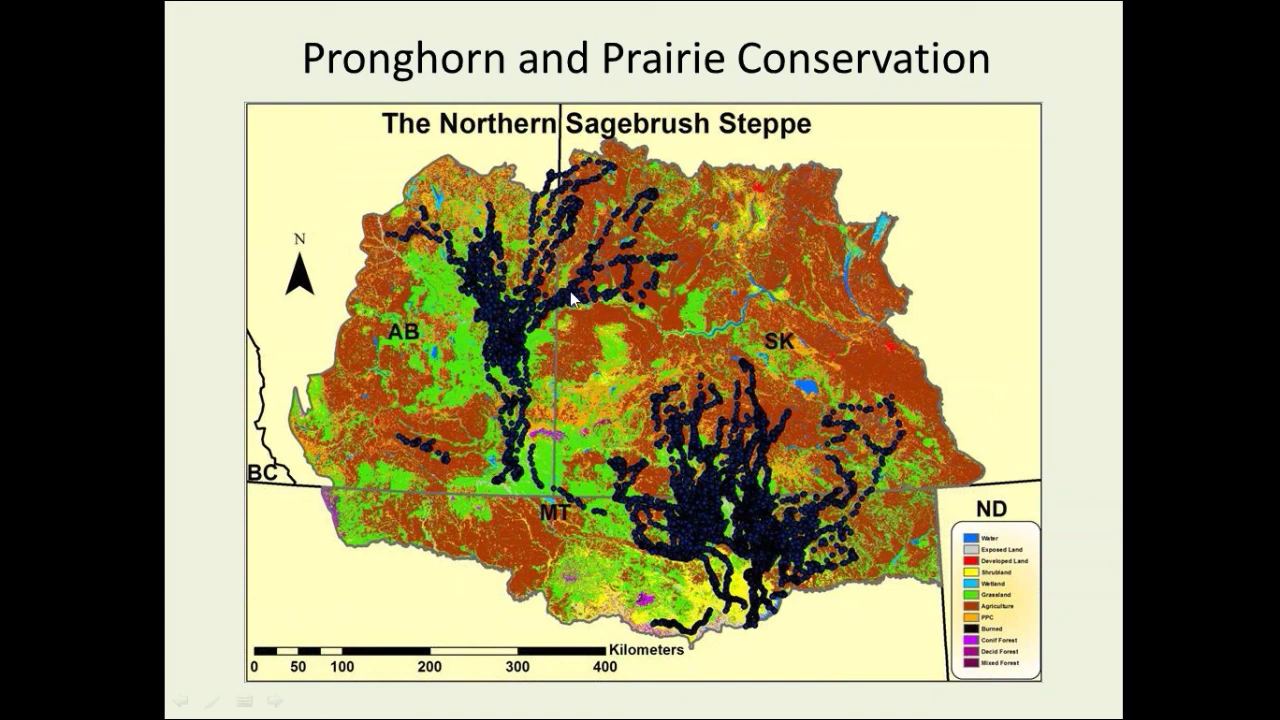 Pronghorn and Prairie Conservation
The Northern Sagebrush Steppe
N
AB
SK
BC
MT
ND
Water
Exposed Land
Developed Land
Shrubland
Wetland
Grassland
Agriculture
PPC
Burned
Conif Forest
Decid Forest
Mixed Forest
Kilometers
0 50 100 200 300 400